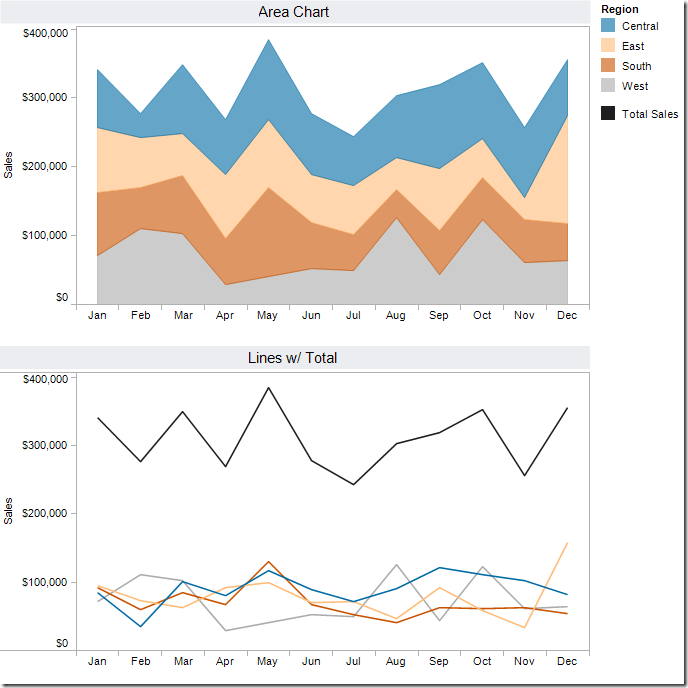 Area Chart
Region
Central
East
South
West
Total Sales
Sales
$400,000
$300,000
$200,000
$100,000
$0
Jan Feb Mar Apr May Jun Jul Aug Sep Oct Nov Dec
Lines w/ Total
Sales
$400,000
$300,000
$200,000
$100,000
$0
Jan Feb Mar Apr May Jun Jul Aug Sep Oct Nov Dec